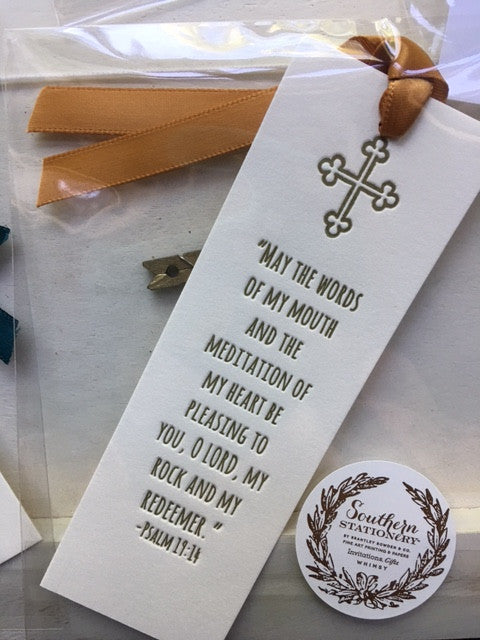 “MAY THE WORDS
OF MY MOUTH
AND THE
MEDITATION OF
MY HEART BE
PLEASING TO
YOU, O LORD, MY
ROCK AND MY
REDEEMER.”
-PSALM 19:14
Southern
STATIONERY
BY BRANTLEY BOWDEN & CO.
FINE ART PRINTING & PAPERS
Invitations, Gifts
WHIMSY